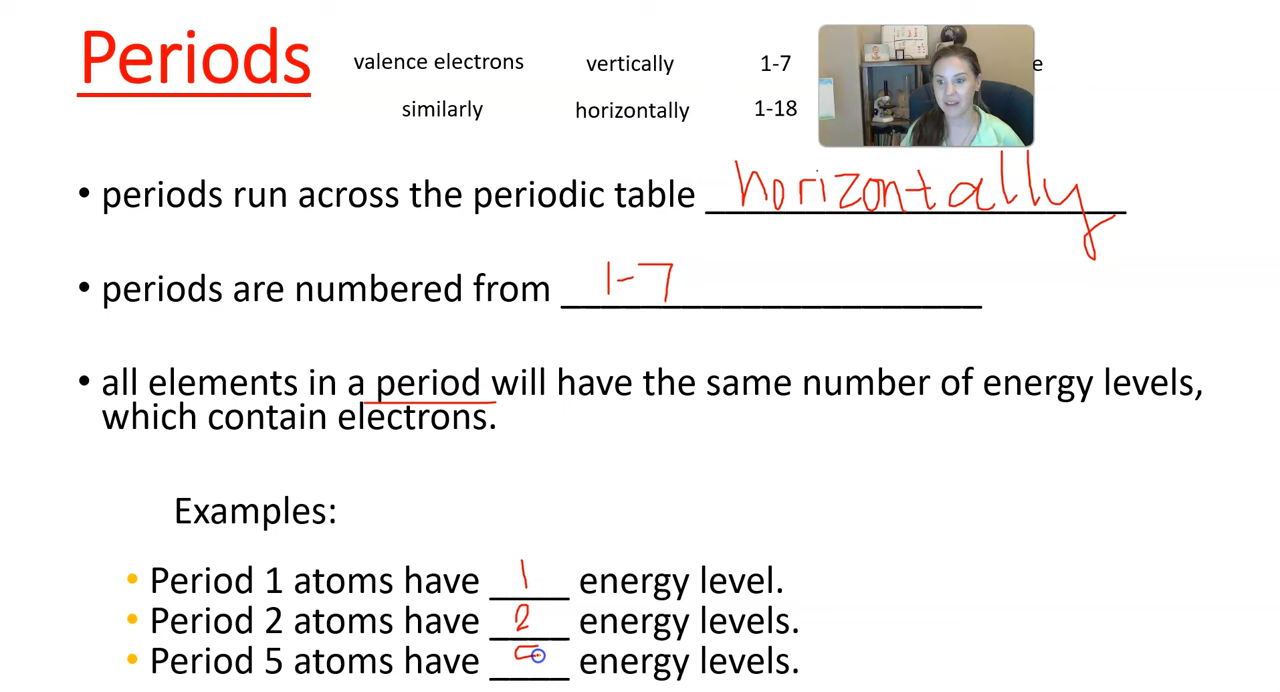 Periods
valence electrons vertically 1-7 e
similarly horizontally 1-18
• periods run across the periodic table horizontally
• periods are numbered from 1-7
• all elements in a period will have the same number of energy levels,
which contain electrons.
Examples:
• Period 1 atoms have 1 energy level.
• Period 2 atoms have 2 energy levels.
• Period 5 atoms have 5 energy levels.